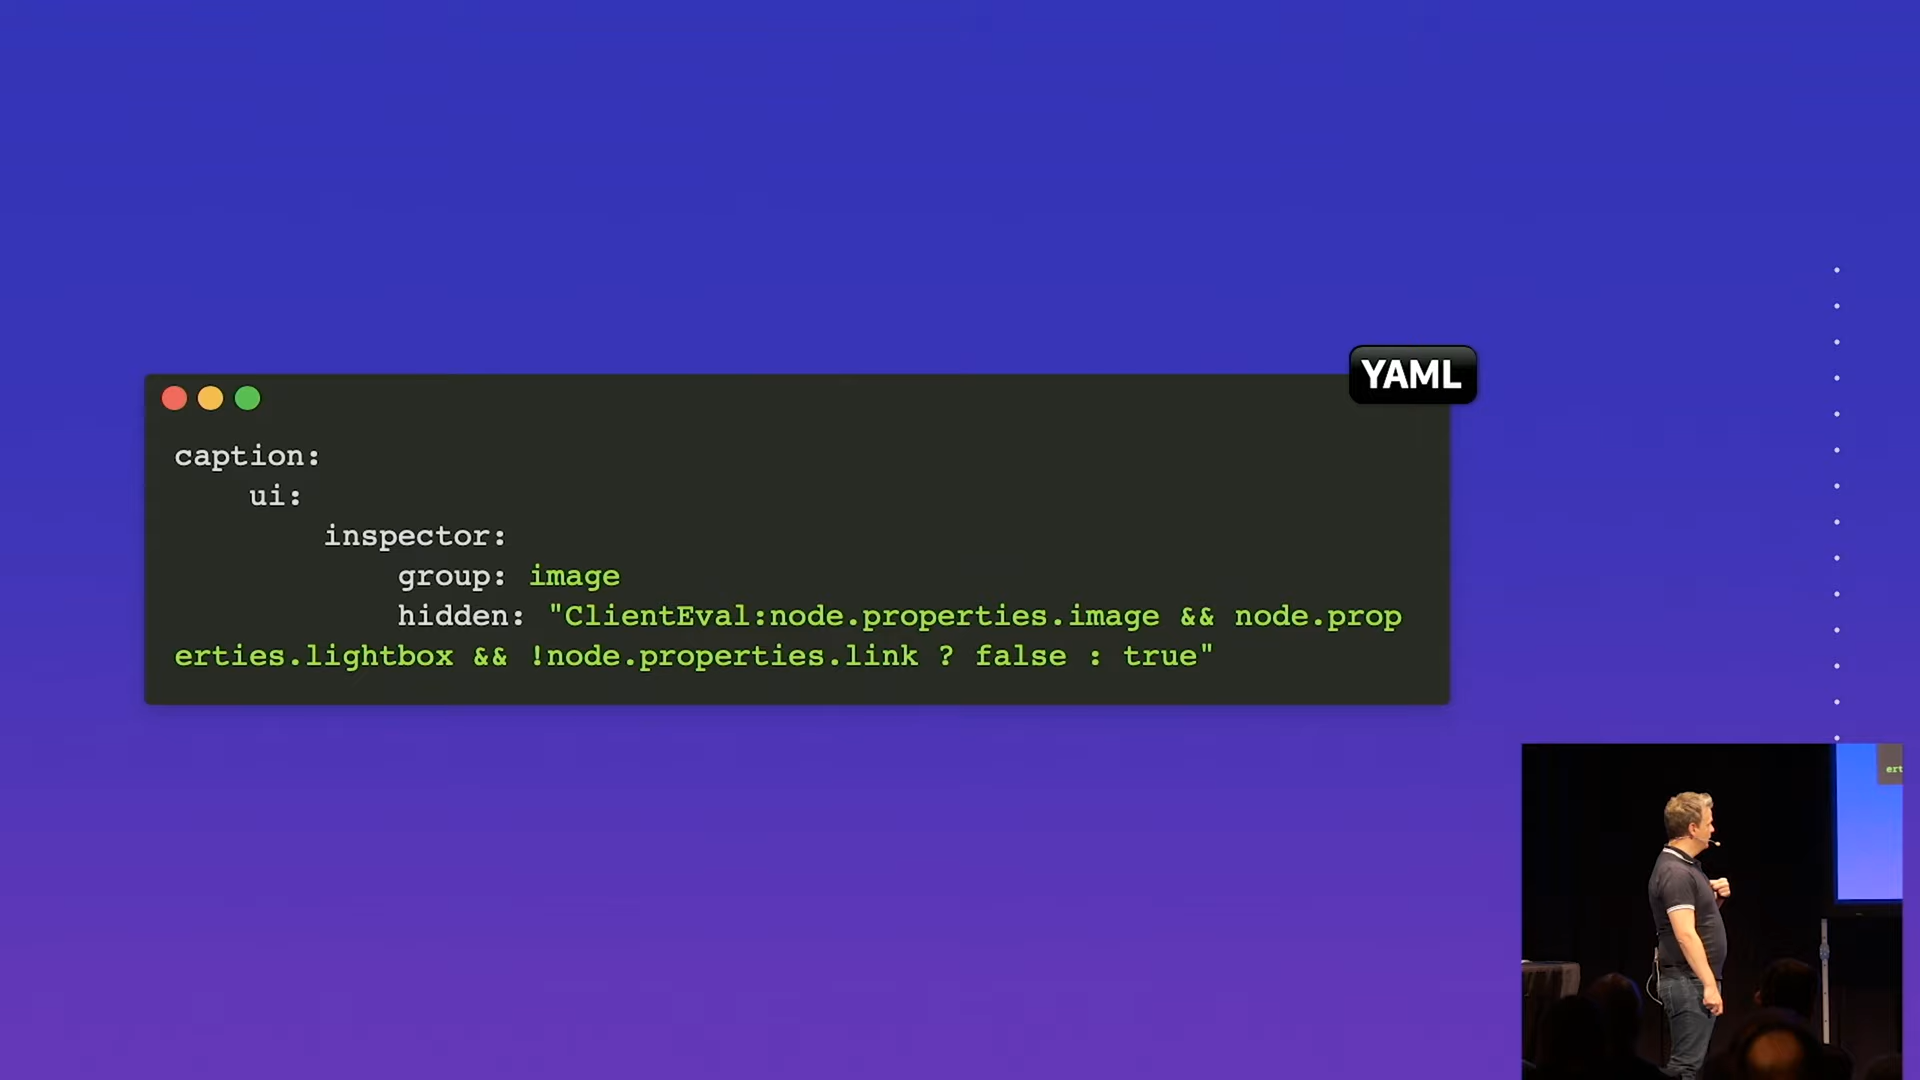 YAML
caption:
ui:
inspector:
group: image
hidden: "ClientEval:node.properties.image && node.prop
erties.lightbox && !node.properties.link ? false : true"
ert